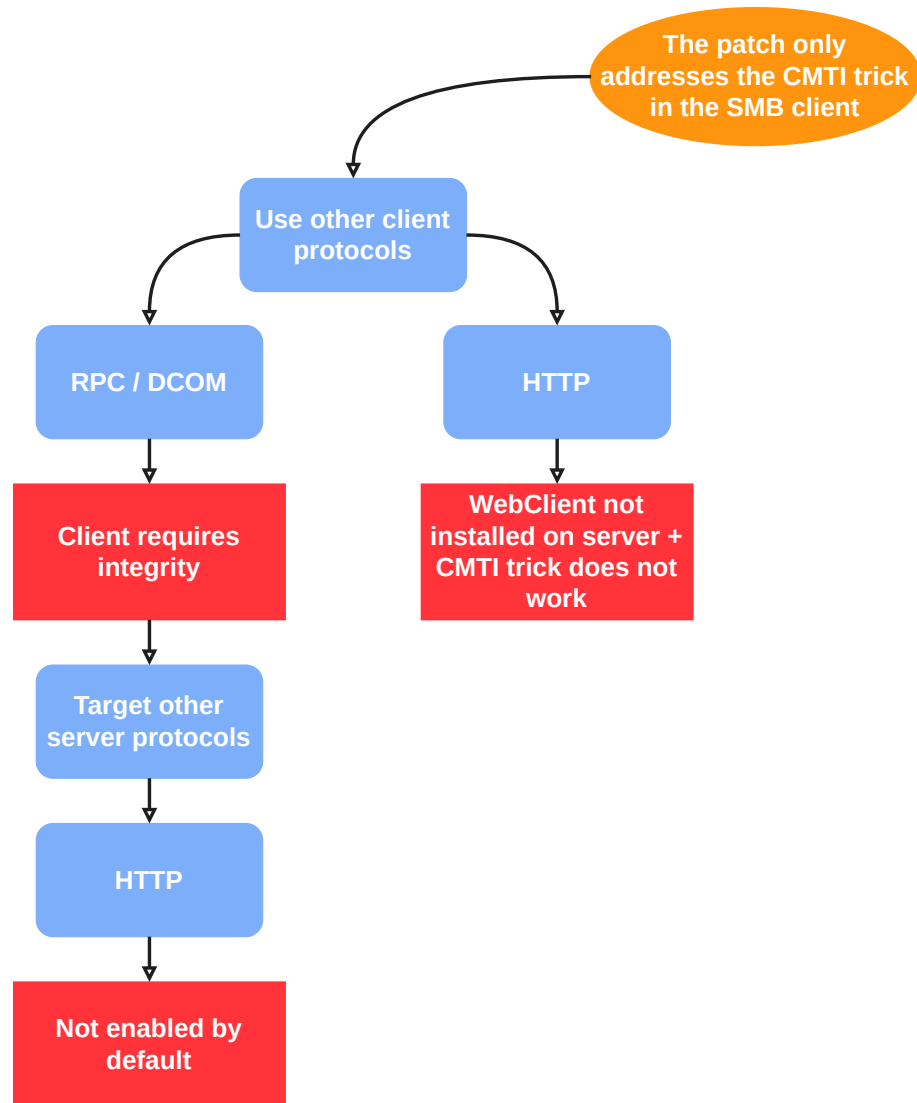 The patch only
addresses the CMTI trick
in the SMB client
Use other client
protocols
RPC / DCOM
HTTP
Client requires
integrity
WebClient not
installed on server +
CMTI trick does not
work
Target other
server protocols
HTTP
Not enabled by
default